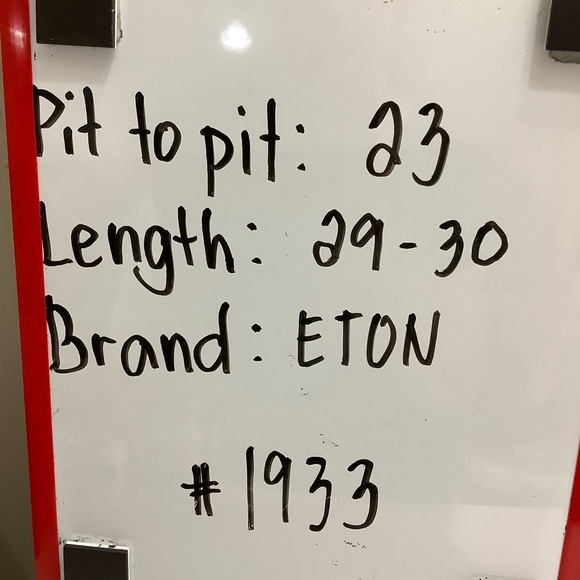 Pit to pit: 23
Length: 29-30
Brand: ETON
#1933